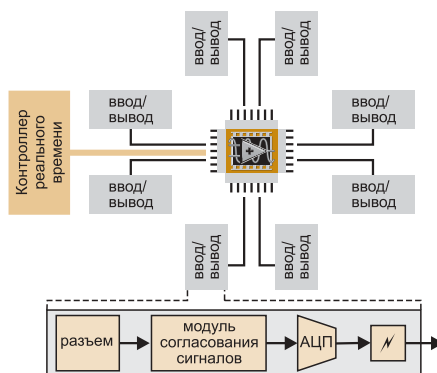 ввод/
вывод
ввод/
вывод
ввод/
вывод
ввод/
вывод
Контроллер
реального
времени
ввод/
вывод
ввод/
вывод
ввод/
вывод
ввод/
вывод
разъем
модуль
согласования
сигналов
АЦП